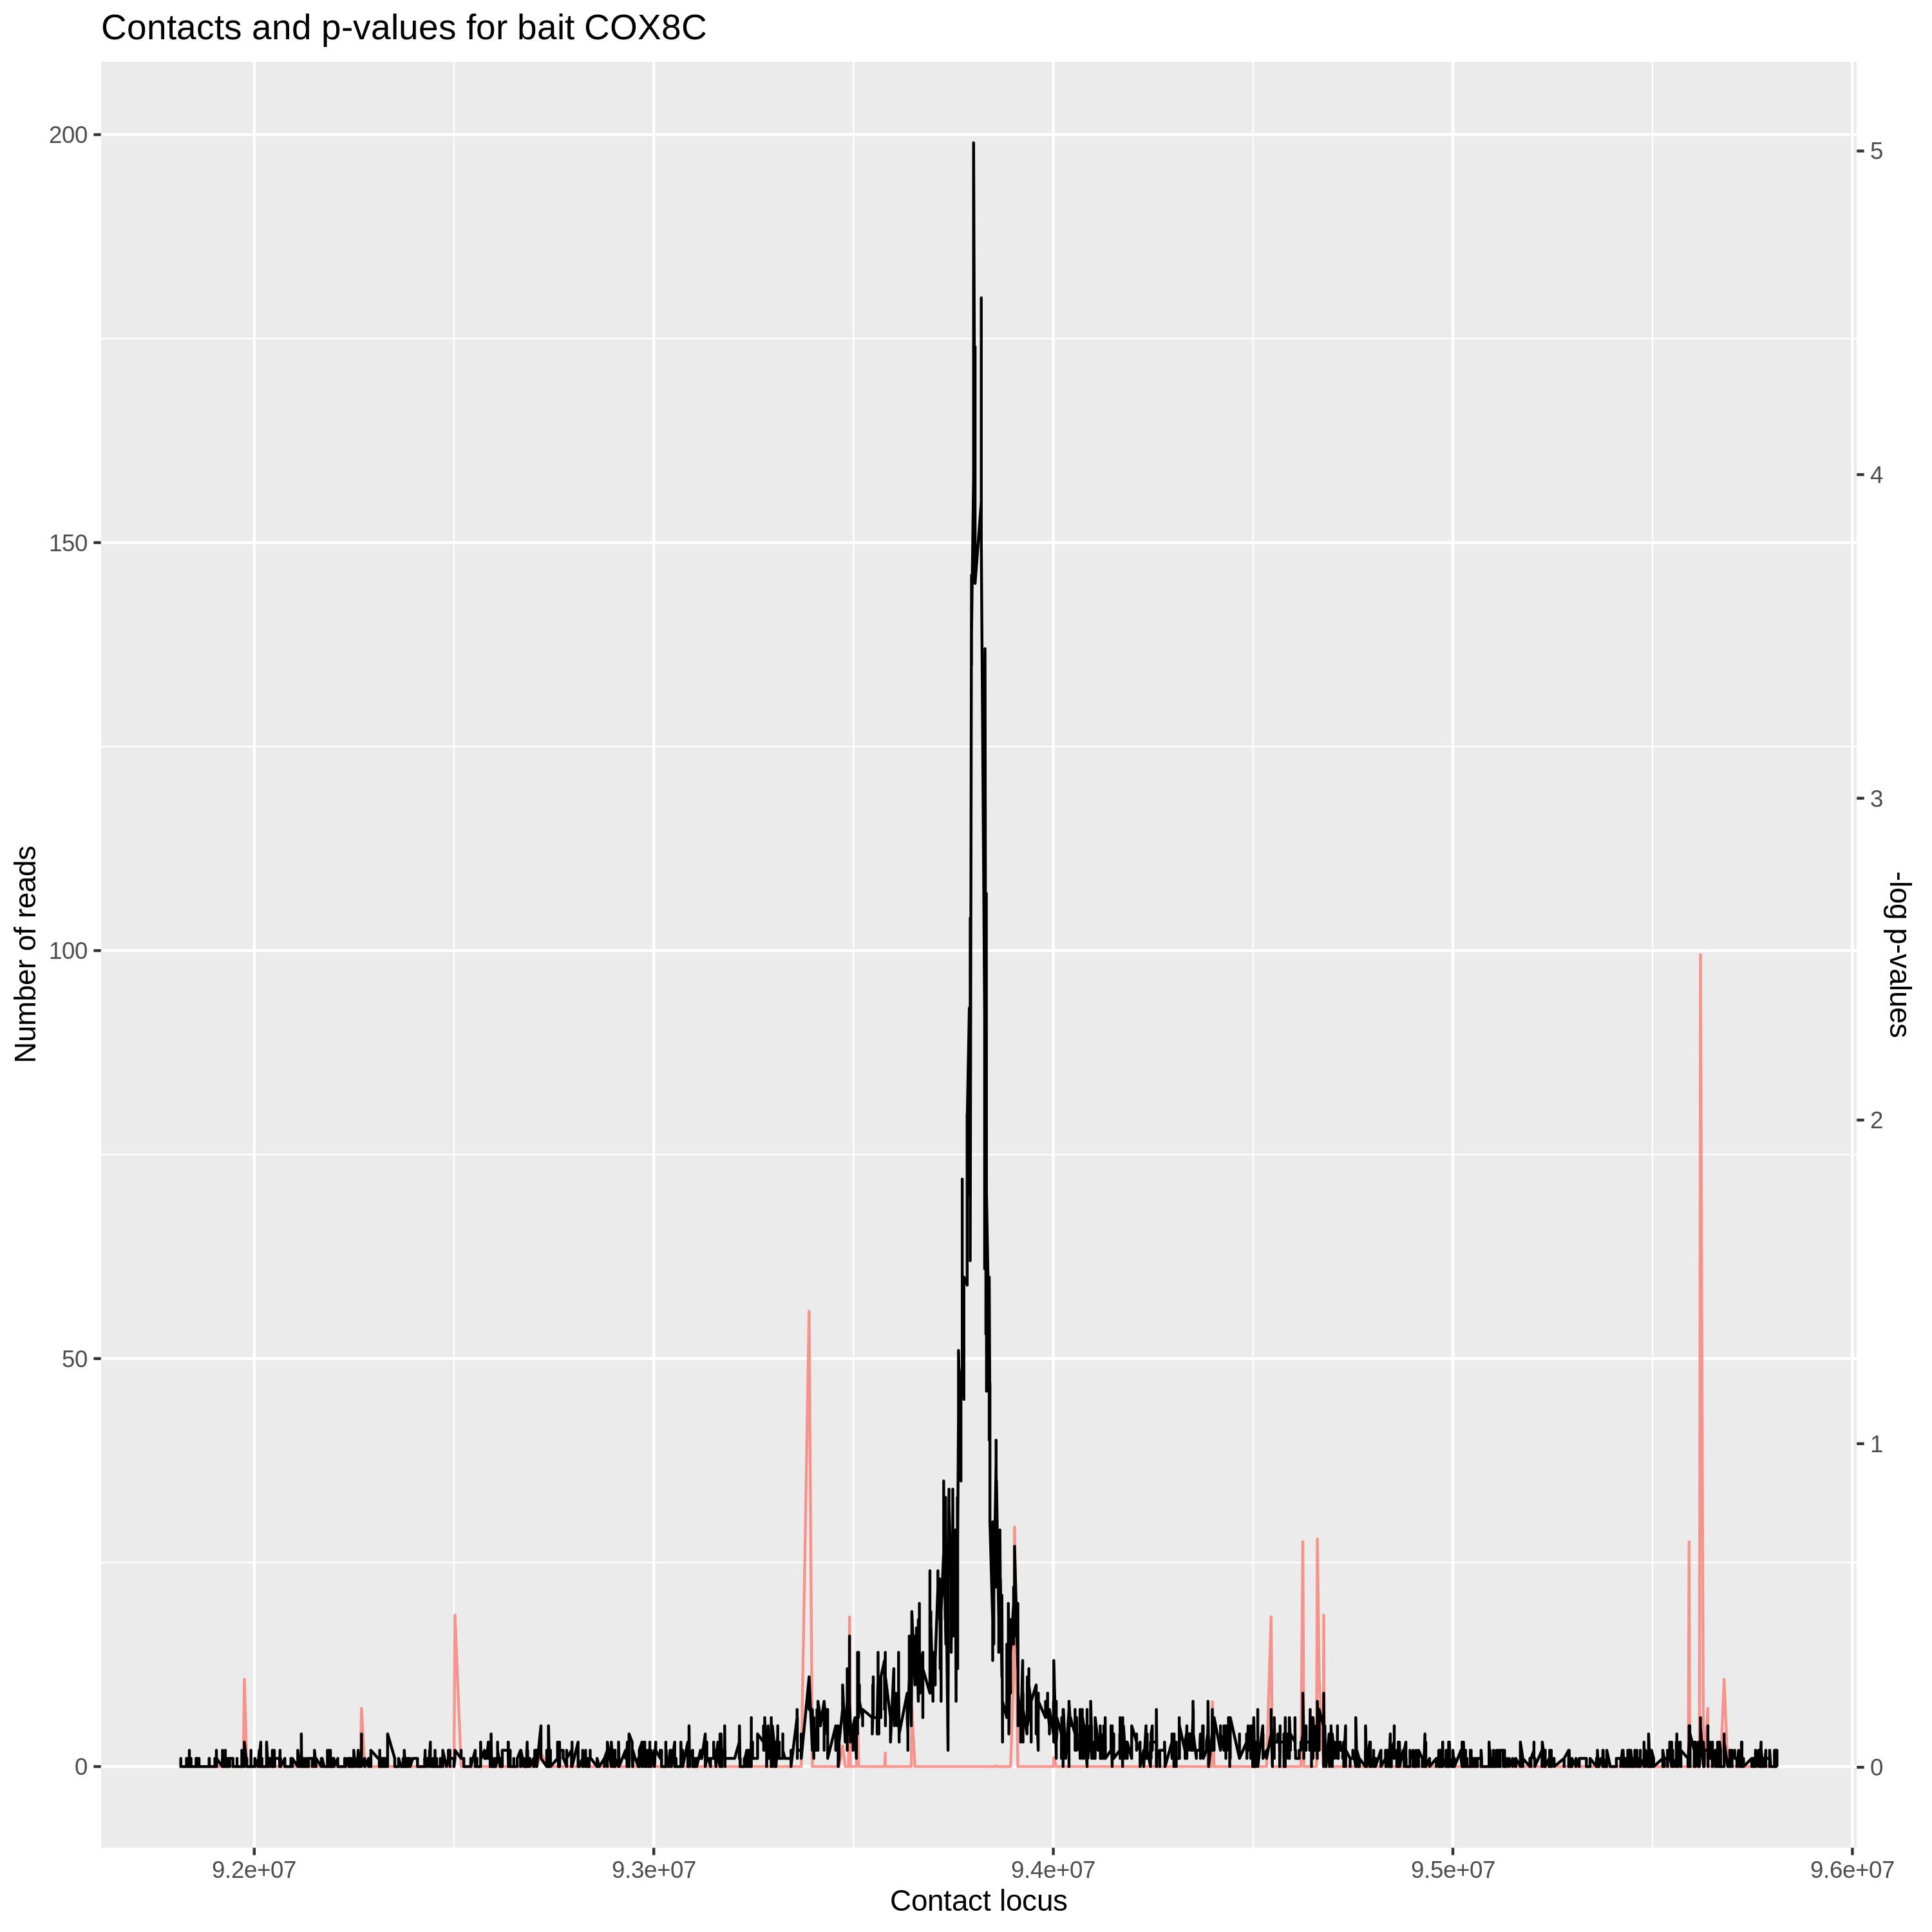 Contacts and p-values for bait COX8C
200
150
100
50
0
Number of reads
5
4
3
2
1
0
-log p-values
9.2e+07
9.3e+07
9.4e+07
9.5e+07
9.6e+07
Contact locus